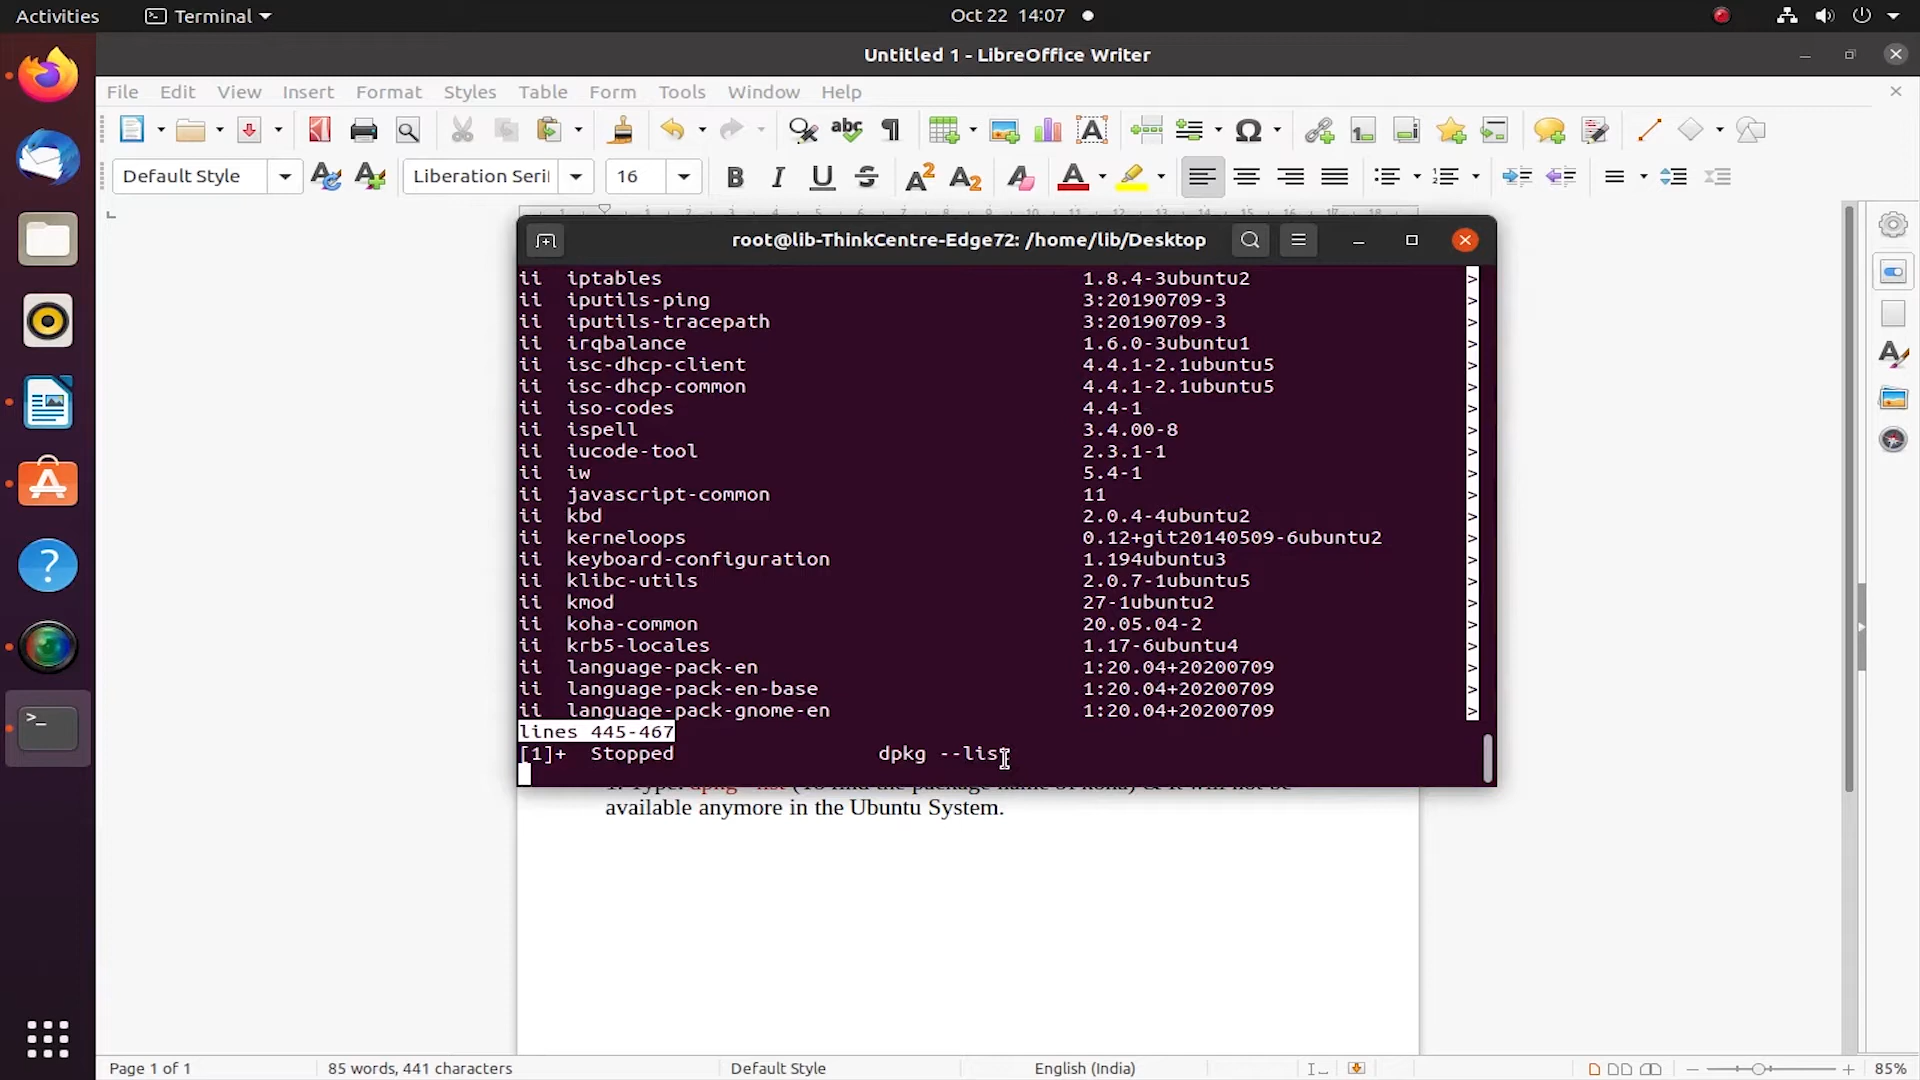 Activities Terminal Oct 22 14:07
Untitled 1 - LibreOffice Writer
File Edit View Insert Format Styles Table Form Tools Window Help
Default Style Liberation Seri 16
root@lib-ThinkCentre-Edge72: /home/lib/Desktop
ii iptables 1.8.4-3ubuntu2 >
ii iputils-ping 3:20190709-3 >
ii iputils-tracepath 3:20190709-3 >
ii irqbalance 1.6.0-3ubuntu1 >
ii isc-dhcp-client 4.4.1-2.1ubuntu5 >
ii isc-dhcp-common 4.4.1-2.1ubuntu5 >
ii iso-codes 4.4-1 >
ii ispell 3.4.00-8 >
ii iucode-tool 2.3.1-1 >
ii iw 5.4-1 >
ii javascript-common 11 >
ii kbd 2.0.4-4ubuntu2 >
ii kerneloops 0.12+git20140509-6ubuntu2 >
ii keyboard-configuration 1.194ubuntu3 >
ii klibc-utils 2.0.7-1ubuntu5 >
ii kmod 27-1ubuntu2 >
ii koha-common 20.05.04-2 >
ii krb5-locales 1.17-6ubuntu4 >
ii language-pack-en 1:20.04+20200709 >
ii language-pack-en-base 1:20.04+20200709 >
ii language-pack-gnome-en 1:20.04+20200709 >
lines 445-467
[1]+ Stopped dpkg --lis
available anymore in the Ubuntu System.
Page 1 of 1 85 words, 441 characters Default Style English (India) 85%